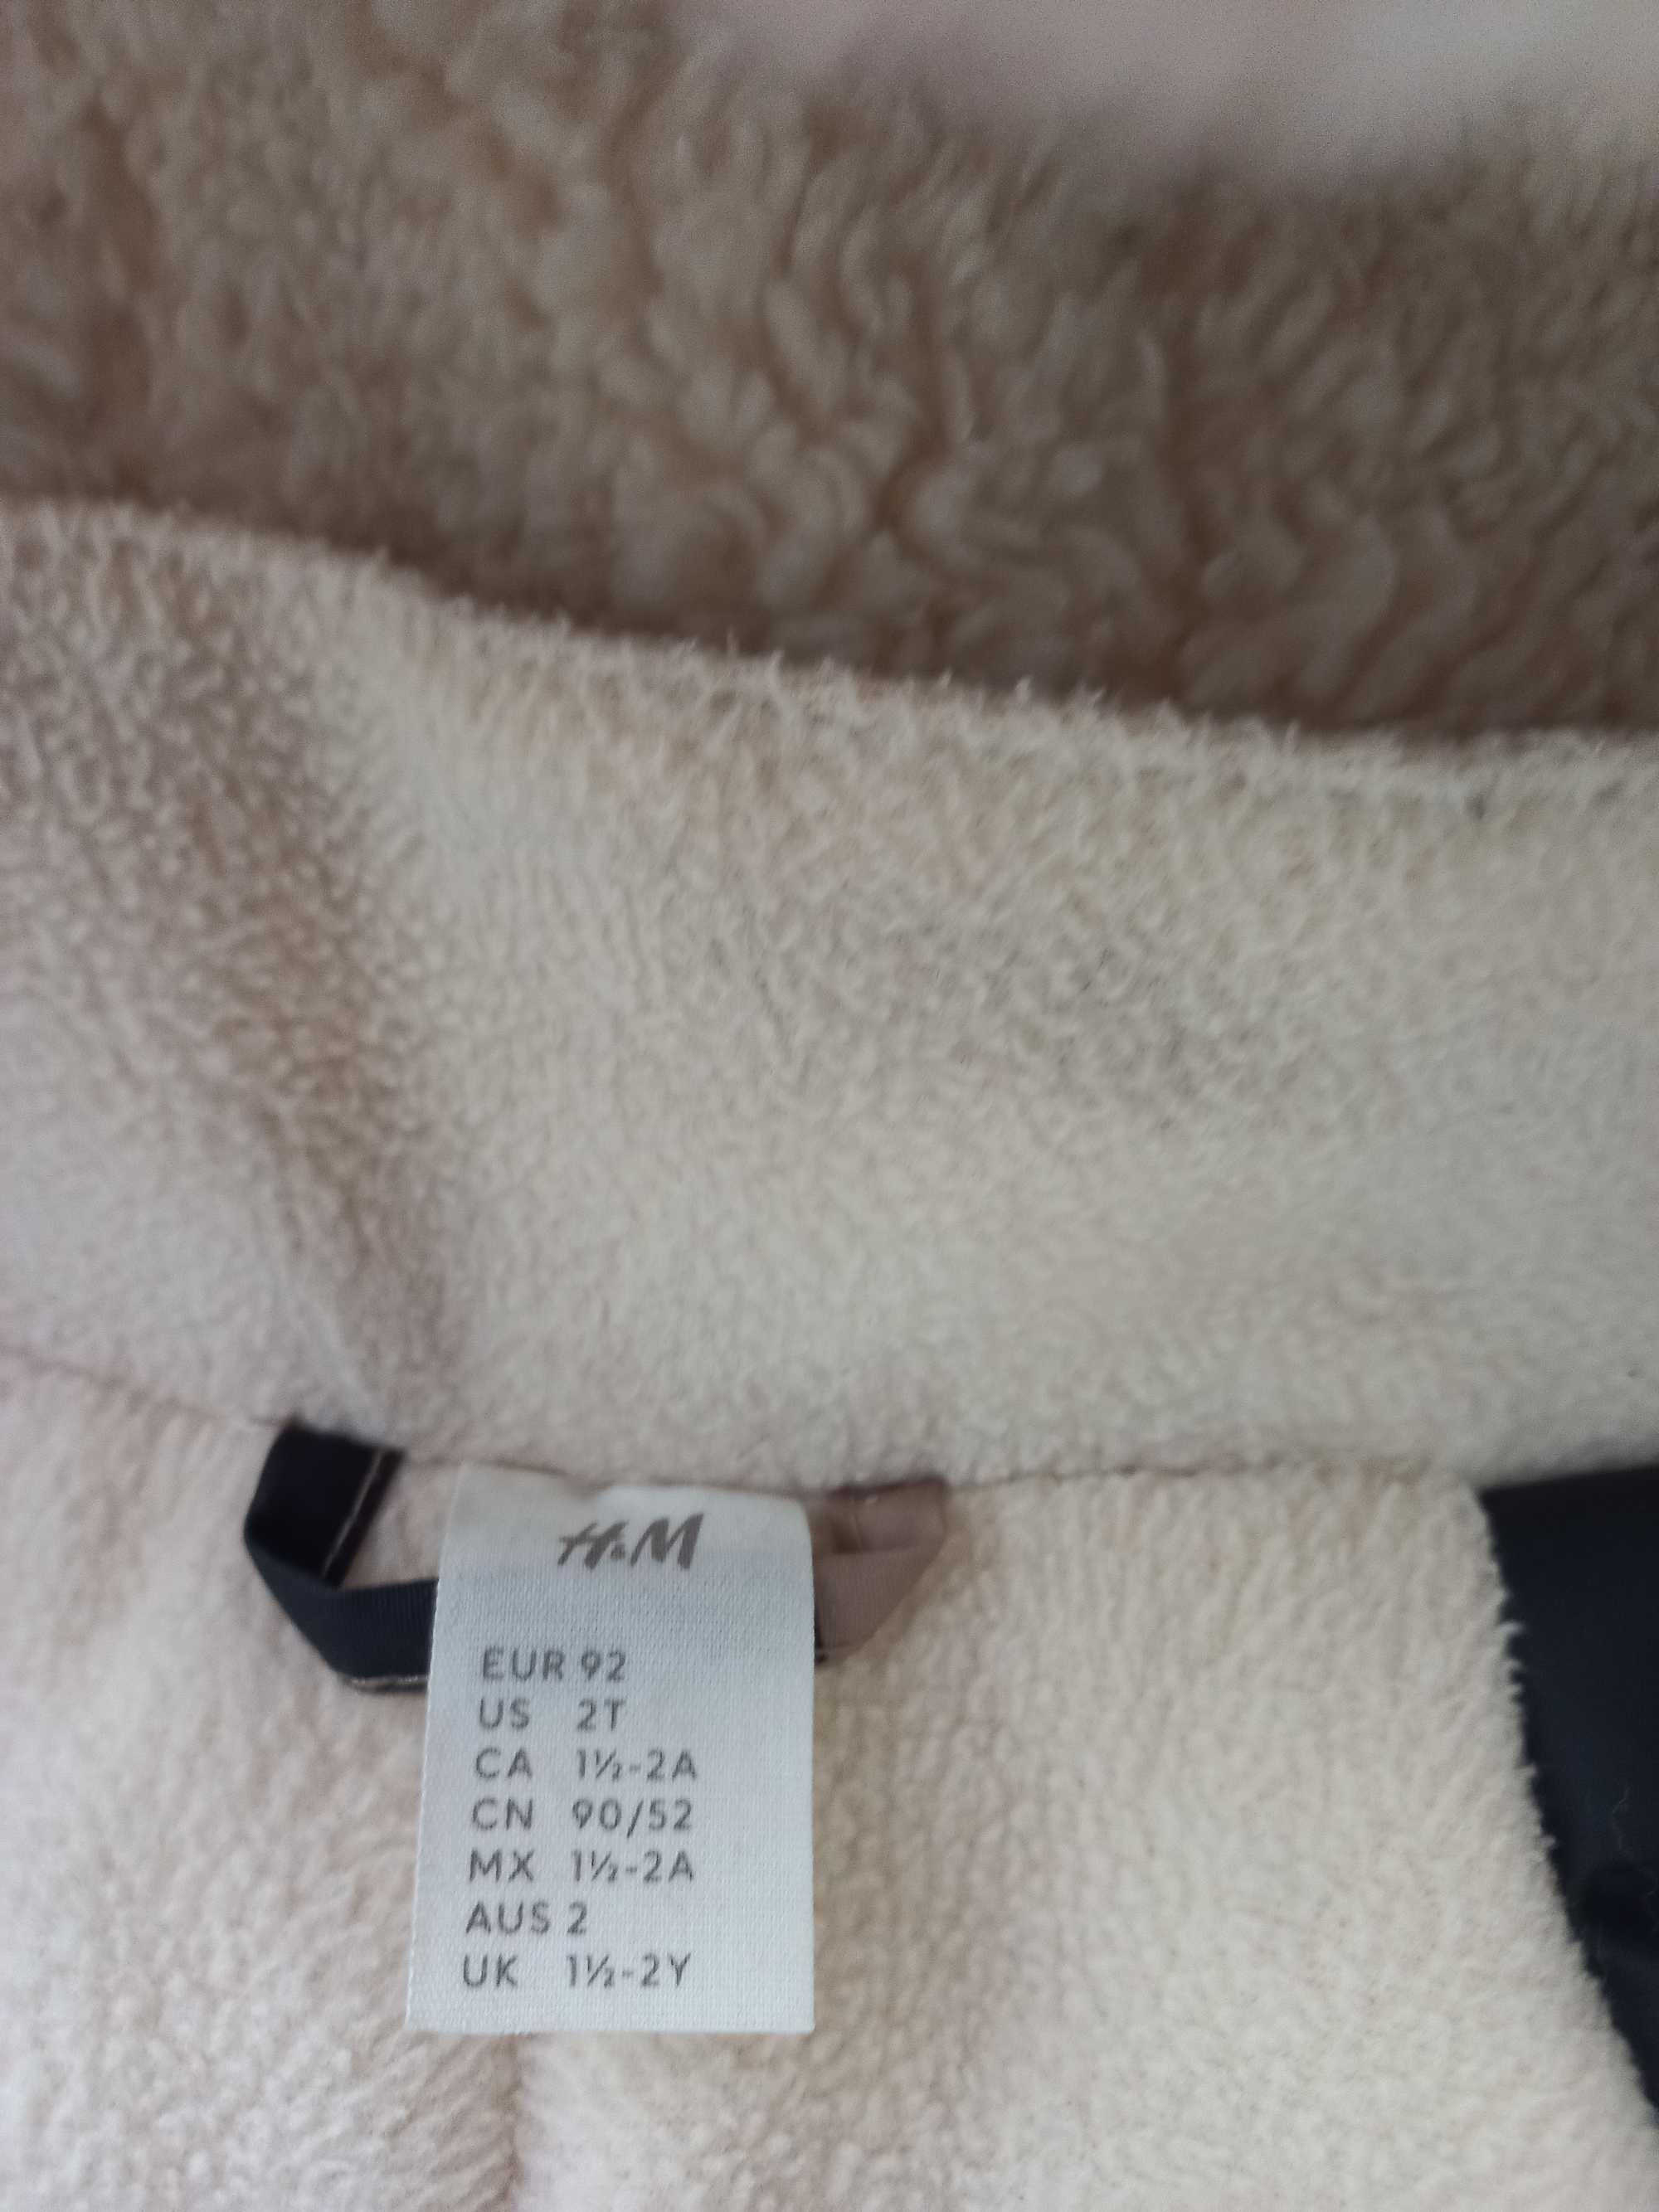 H&M
EUR 92
US 2T
CA 1½-2A
CN 90/52
MX 1½-2A
AUS 2
UK 1½-2Y